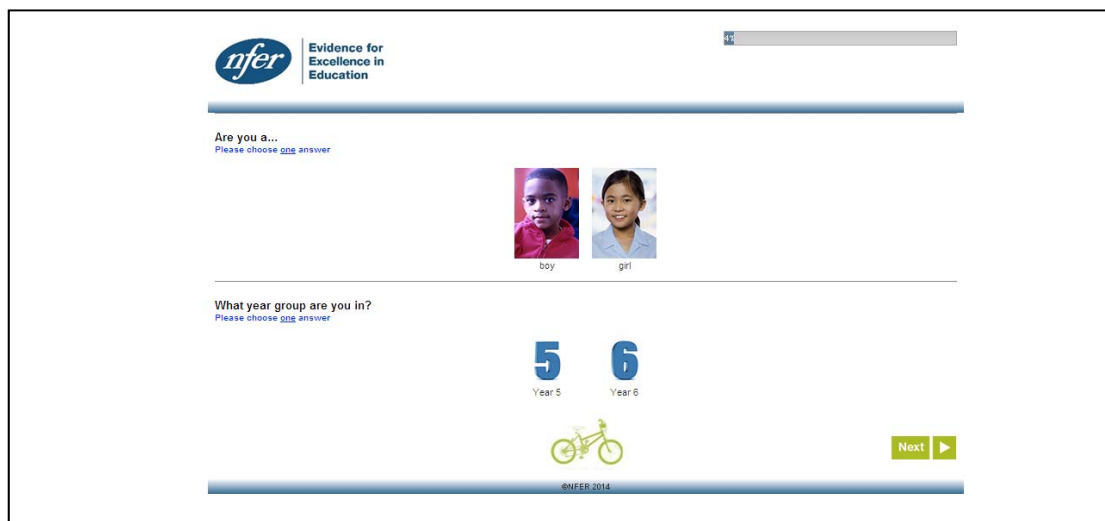 nfer
Evidence for
Excellence in
Education
4%
Are you a...
Please choose one answer
boy
girl
What year group are you in?
Please choose one answer
5
6
Year 5
Year 6
Next
©NFER 2014